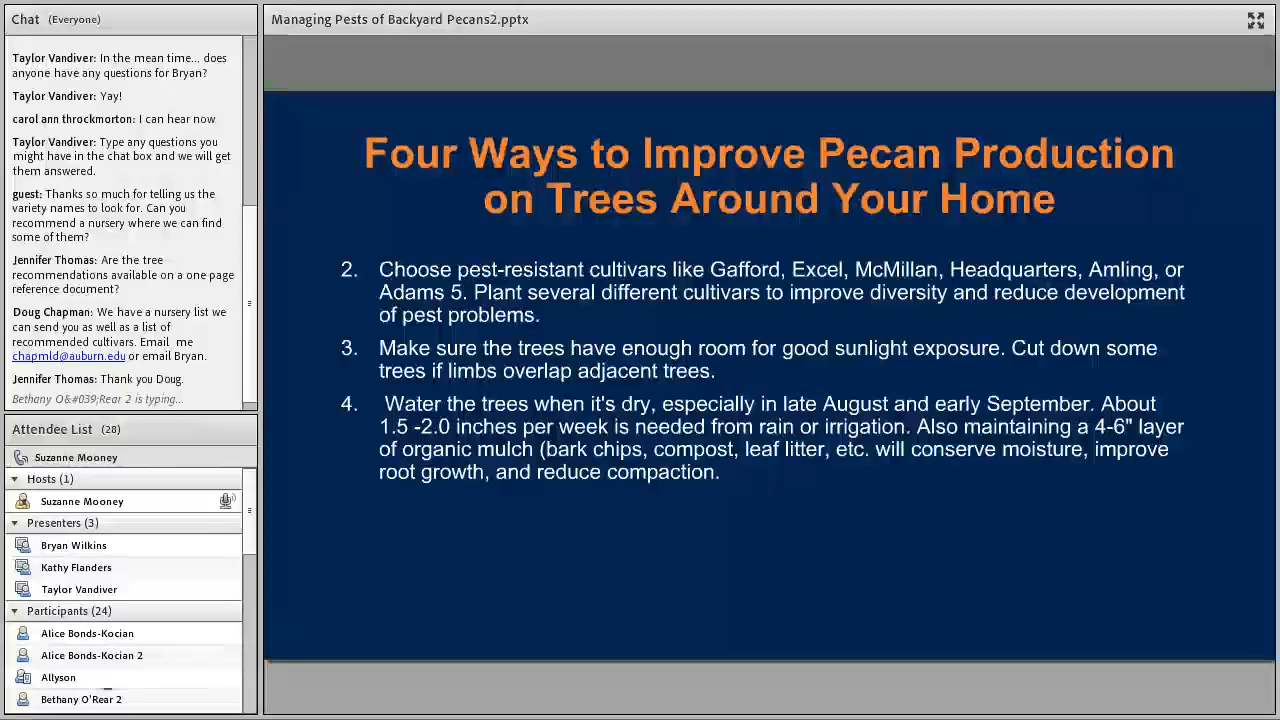 Chat (Everyone)
Taylor Vandiver: In the mean time... does
anyone have any questions for Bryan?
Taylor Vandiver: Yay!
carol ann throckmorton: I can hear now
Taylor Vandiver: Type any questions you
might have in the chat box and we will get
them answered.
guest: Thanks so much for telling us the
variety names to look for. Can you
recommend a nursery where we can find
some of them?
Jennifer Thomas: Are the tree
recommendations available on a one page
reference document?
Doug Chapman: We have a nursery list we
can send you as well as a list of
recommended cultivars. Email me
chapmld@auburn.edu or email Bryan.
Jennifer Thomas: Thank you Doug.
Bethany O&#039;Rear 2 is typing...
Attendee List (28)
Suzanne Mooney
Hosts (1)
Suzanne Mooney
Presenters (3)
Bryan Wilkins
Kathy Flanders
Taylor Vandiver
Participants (24)
Alice Bonds-Kocian
Alice Bonds-Kocian 2
Allyson
Bethany O'Rear 2
Managing Pests of Backyard Pecans2.pptx
Four Ways to Improve Pecan Production
on Trees Around Your Home
2. Choose pest-resistant cultivars like Gafford, Excel, McMillan, Headquarters, Amling, or
Adams 5. Plant several different cultivars to improve diversity and reduce development
of pest problems.
3. Make sure the trees have enough room for good sunlight exposure. Cut down some
trees if limbs overlap adjacent trees.
4. Water the trees when it's dry, especially in late August and early September. About
1.5 -2.0 inches per week is needed from rain or irrigation. Also maintaining a 4-6" layer
of organic mulch (bark chips, compost, leaf litter, etc. will conserve moisture, improve
root growth, and reduce compaction.